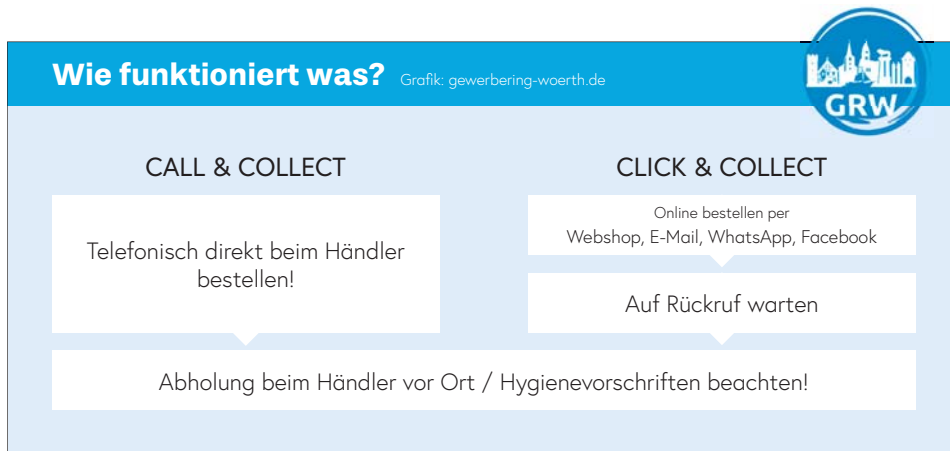 Wie funktioniert was? Grafik: gewerbering-woerth.de
GRW
CALL & COLLECT
Telefonisch direkt beim Händler
bestellen!
CLICK & COLLECT
Online bestellen per
Webshop, E-Mail, WhatsApp, Facebook
Auf Rückruf warten
Abholung beim Händler vor Ort / Hygienevorschriften beachten!